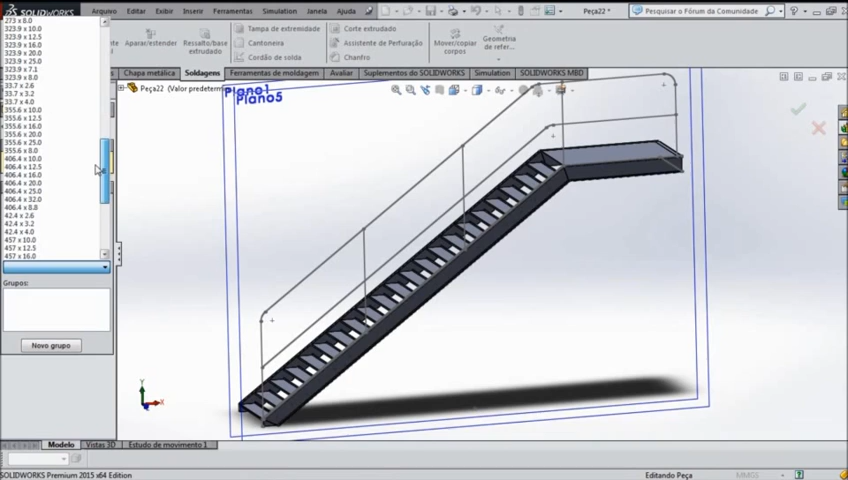 SOLIDWORKS
Arquivo Editar Exibir Inserir Ferramentas Simulation Janela Ajuda
Peça22 *
Pesquisar o Fórum da Comunidade
Aparar/estender
Ressalto/base extrudado
Tampa de extremidade
Cantoneira
Cordão de solda
Corte extrudado
Assistente de Perfuração
Chanfro
Mover/copiar corpos
Geometria de refer...
Chapa metálica Soldagens Ferramentas de moldagem Avaliar Suplementos do SOLIDWORKS Simulation SOLIDWORKS MBD
Peça22 (Valor predeterm
Plano1
Plano5
273 x 8.0
323.9 x 10.0
323.9 x 12.5
323.9 x 16.0
323.9 x 20.0
323.9 x 25.0
323.9 x 7.1
323.9 x 8.0
33.7 x 2.6
33.7 x 3.2
33.7 x 4.0
355.6 x 10.0
355.6 x 12.5
355.6 x 16.0
355.6 x 20.0
355.6 x 25.0
355.6 x 8.0
406.4 x 10.0
406.4 x 12.5
406.4 x 16.0
406.4 x 20.0
406.4 x 25.0
406.4 x 32.0
406.4 x 8.8
42.4 x 2.6
42.4 x 3.2
42.4 x 4.0
457 x 10.0
457 x 12.5
457 x 16.0
Grupos:
Novo grupo
Y
X
Modelo Vistas 3D Estudo de movimento 1
SOLIDWORKS Premium 2015 x64 Edition
Editando Peça
MMGS